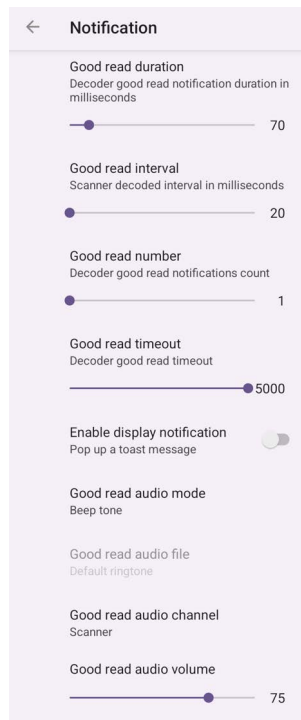 Notification
Good read duration
Decoder good read notification duration in
milliseconds
70
Good read interval
Scanner decoded interval in milliseconds
20
Good read number
Decoder good read notifications count
1
Good read timeout
Decoder good read timeout
5000
Enable display notification
Pop up a toast message
Good read audio mode
Beep tone
Good read audio file
Default ringtone
Good read audio channel
Scanner
Good read audio volume
75